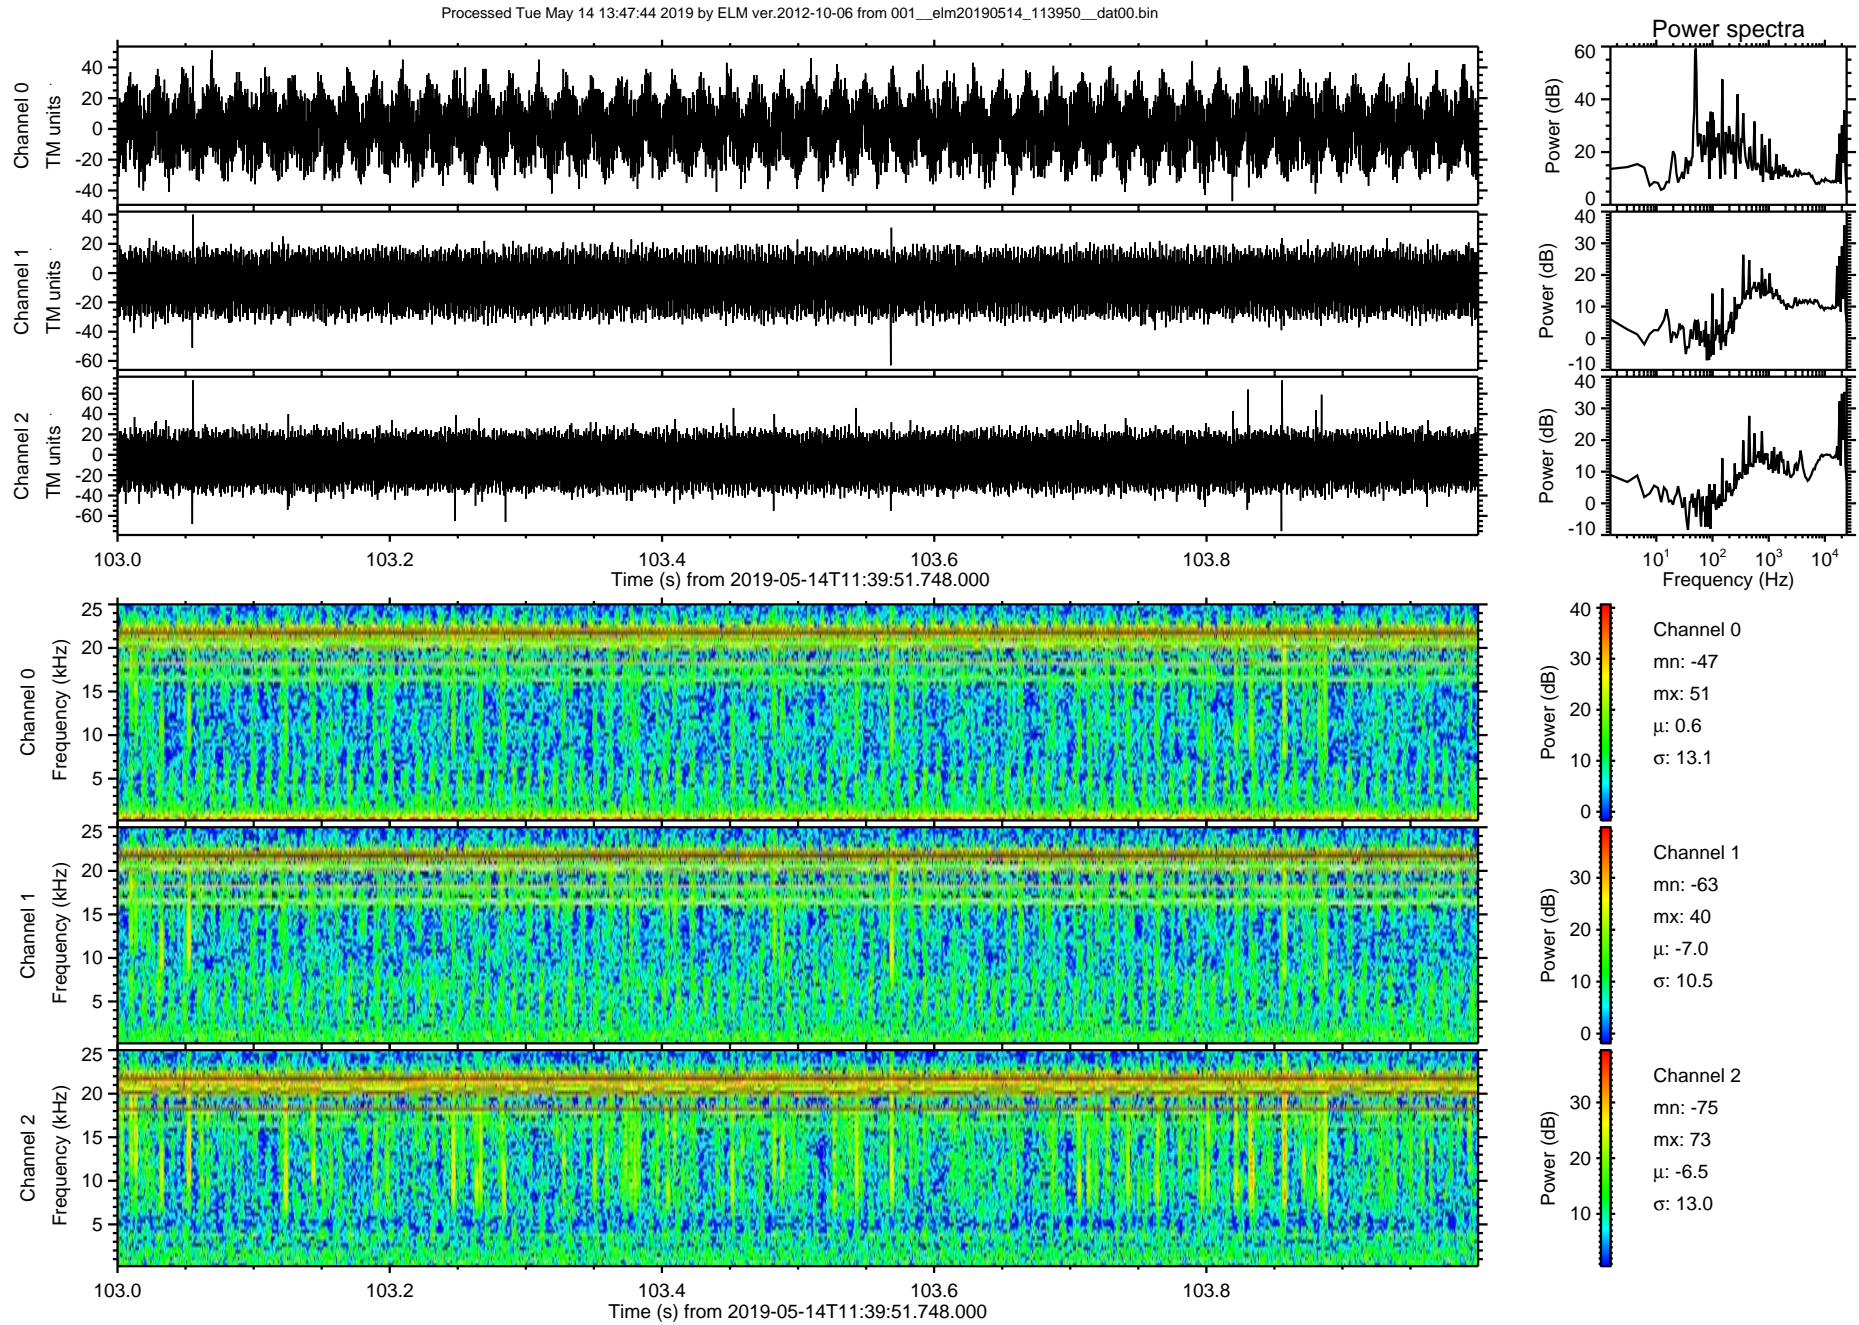 Processed Tue May 14 13:47:44 2019 by ELM ver.2012-10-06 from 001__elm20190514_113950__dat00.bin
Power spectra
Channel 0
TM units
40
20
0
-20
-40
Power (dB)
60
40
20
0
Channel 1
TM units
40
20
0
-20
-40
-60
Power (dB)
40
30
20
10
0
-10
Channel 2
TM units
60
40
20
0
-20
-40
-60
Power (dB)
40
30
20
10
0
-10
103.0 103.2 103.4 103.6 103.8
Time (s) from 2019-05-14T11:39:51.748.000
10¹ 10² 10³ 10⁴
Frequency (Hz)
Channel 0
Frequency (kHz)
25
20
15
10
5
Power (dB)
40
30
20
10
0
Channel 0
mn: -47
mx: 51
μ: 0.6
σ: 13.1
Channel 1
Frequency (kHz)
25
20
15
10
5
Power (dB)
30
20
10
0
Channel 1
mn: -63
mx: 40
μ: -7.0
σ: 10.5
Channel 2
Frequency (kHz)
25
20
15
10
5
Power (dB)
30
20
10
Channel 2
mn: -75
mx: 73
μ: -6.5
σ: 13.0
103.0 103.2 103.4 103.6 103.8
Time (s) from 2019-05-14T11:39:51.748.000